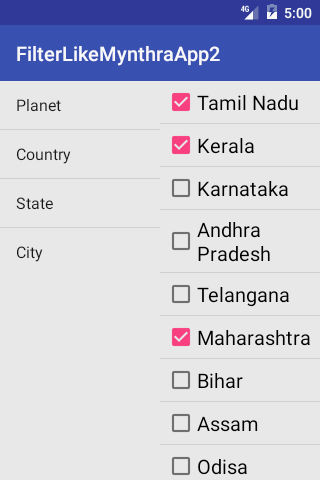 4G 5:00
FilterLikeMynthraApp2
Planet
Country
State
City
Tamil Nadu
Kerala
Karnataka
Andhra
Pradesh
Telangana
Maharashtra
Bihar
Assam
Odisa